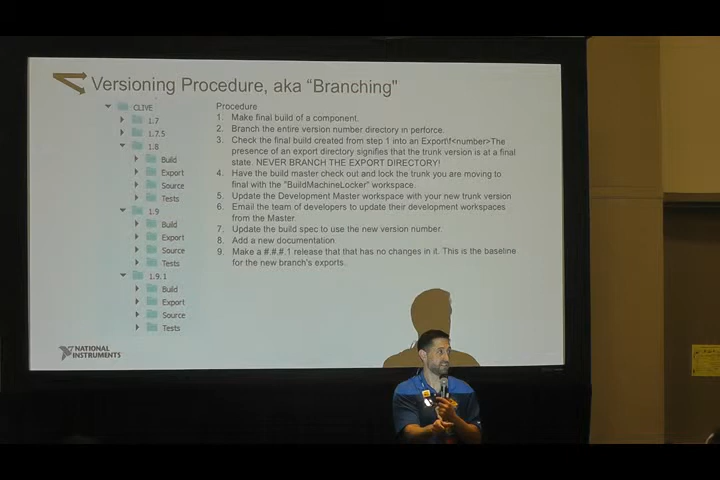 Versioning Procedure, aka “Branching"
CLIVE
1.7
1.7.5
1.8
Build
Export
Source
Tests
1.9
Build
Export
Source
Tests
1.9.1
Build
Export
Source
Tests
Procedure
1. Make final build of a component.
2. Branch the entire version number directory in perforce.
3. Check the final build created from step 1 into an Export\f<number>The
presence of an export directory signifies that the trunk version is at a final
state. NEVER BRANCH THE EXPORT DIRECTORY!
4. Have the build master check out and lock the trunk you are moving to
final with the "BuildMachineLocker" workspace.
5. Update the Development Master workspace with your new trunk version
6. Email the team of developers to update their development workspaces
from the Master.
7. Update the build spec to use the new version number.
8. Add a new documentation
9. Make a #.#.#.1 release that that has no changes in it. This is the baseline
for the new branch's exports.
NATIONAL
INSTRUMENTS